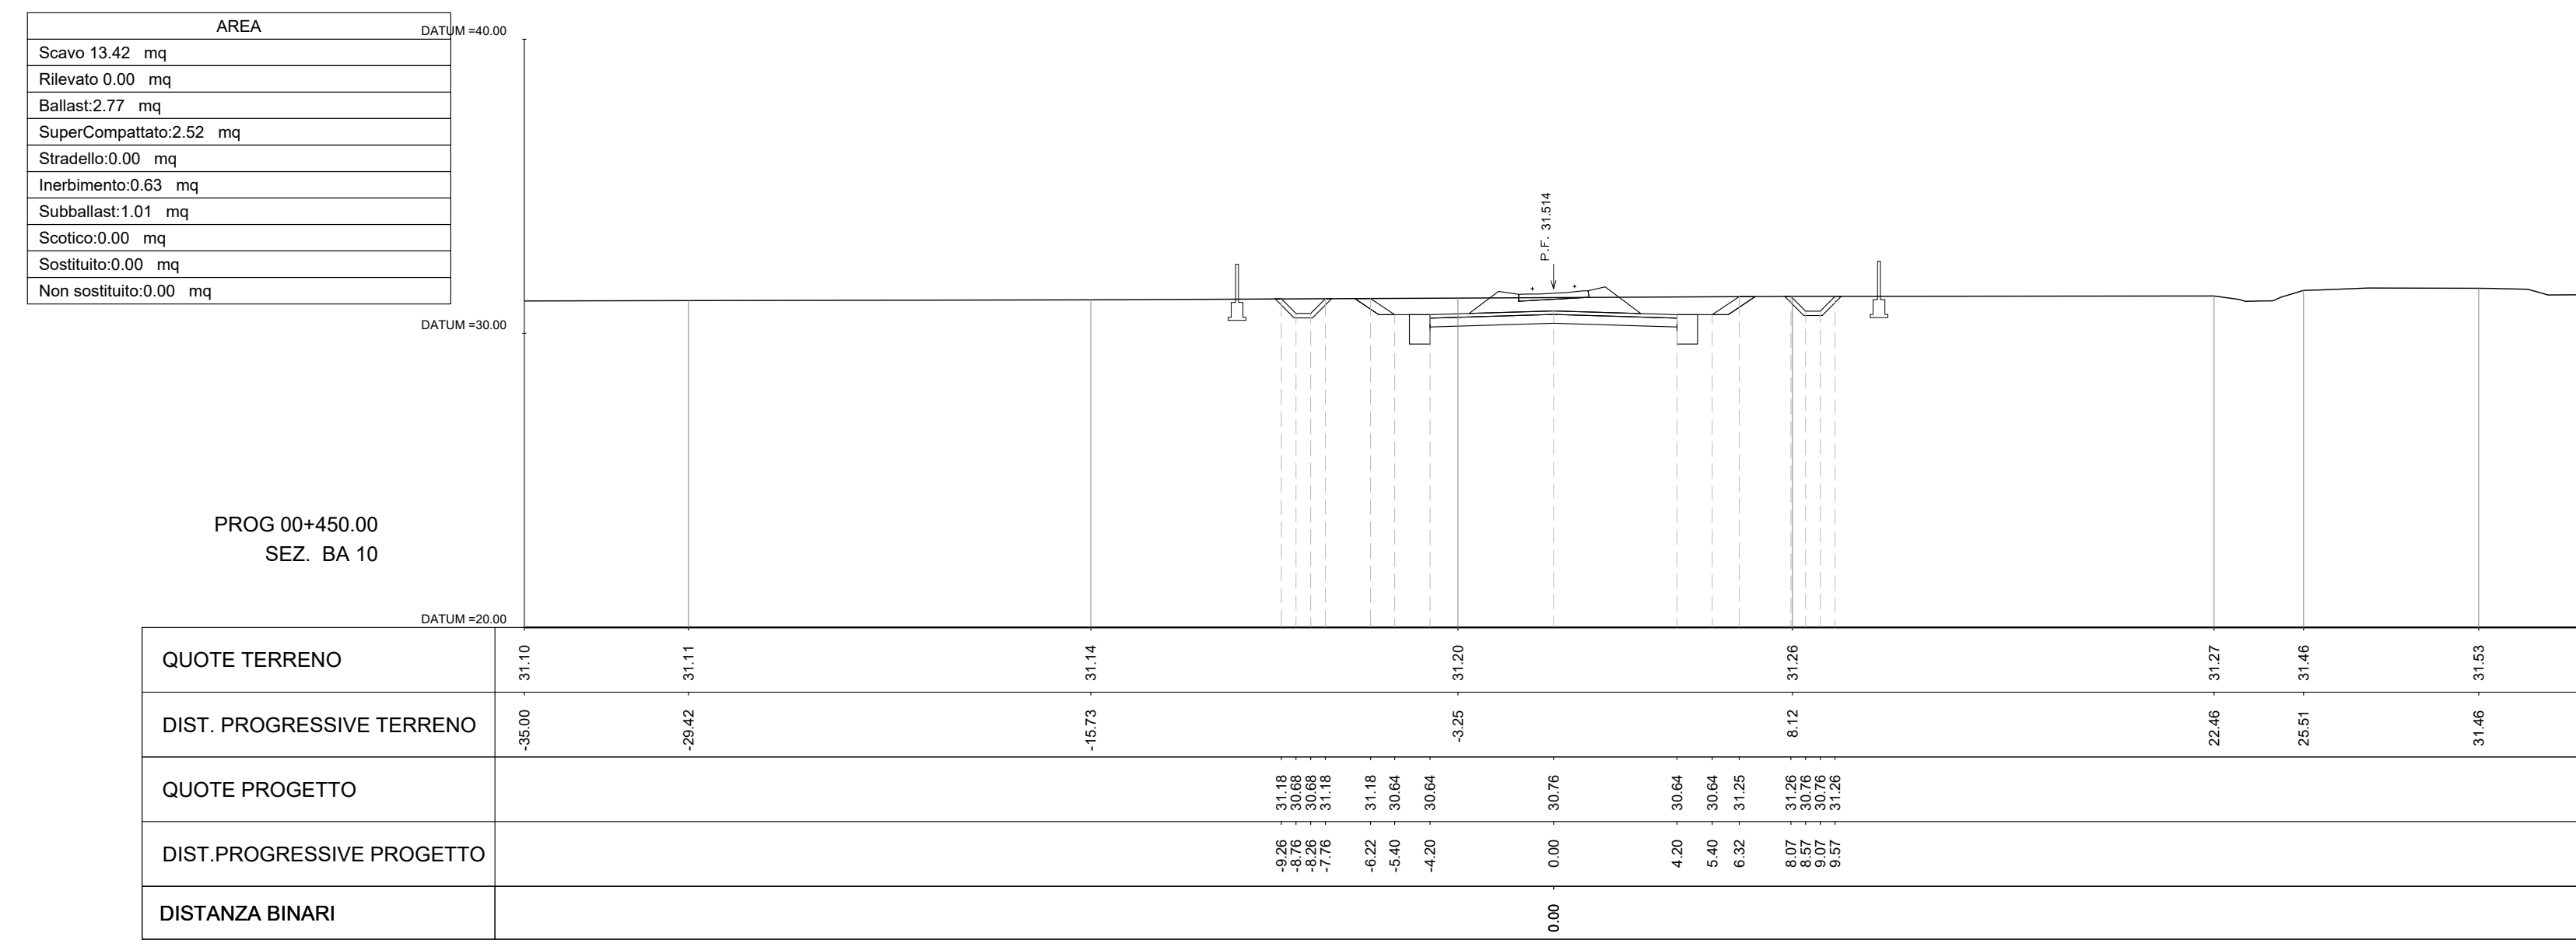 AREA
Scavo 13.42 mq
Rilevato 0.00 mq
Ballast:2.77 mq
SuperCompattato:2.52 mq
Stradello:0.00 mq
Inerbimento:0.63 mq
Subballast:1.01 mq
Scotico:0.00 mq
Sostituito:0.00 mq
Non sostituito:0.00 mq
DATUM =40.00
P.F. 31.514
DATUM =30.00
PROG 00+450.00
SEZ. BA 10
DATUM =20.00
QUOTE TERRENO 31.10 31.11 31.14 31.20 31.26 31.27 31.46 31.53
DIST. PROGRESSIVE TERRENO -35.00 -29.42 -15.73 -3.25 8.12 22.46 25.51 31.46
QUOTE PROGETTO 31.18 30.68 30.68 31.18 31.18 30.64 30.64 30.76 30.64 30.64 31.25 31.26 30.76 30.76 31.26
DIST.PROGRESSIVE PROGETTO -9.26 -8.76 -8.26 -7.76 -6.22 -5.40 -4.20 0.00 4.20 5.40 6.32 8.07 8.57 9.07 9.57
DISTANZA BINARI 0.00